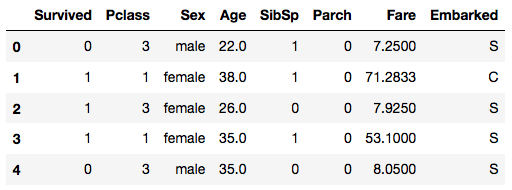 Survived Pclass Sex Age SibSp Parch Fare Embarked
0 0 3 male 22.0 1 0 7.2500 S
1 1 1 female 38.0 1 0 71.2833 C
2 1 3 female 26.0 0 0 7.9250 S
3 1 1 female 35.0 1 0 53.1000 S
4 0 3 male 35.0 0 0 8.0500 S